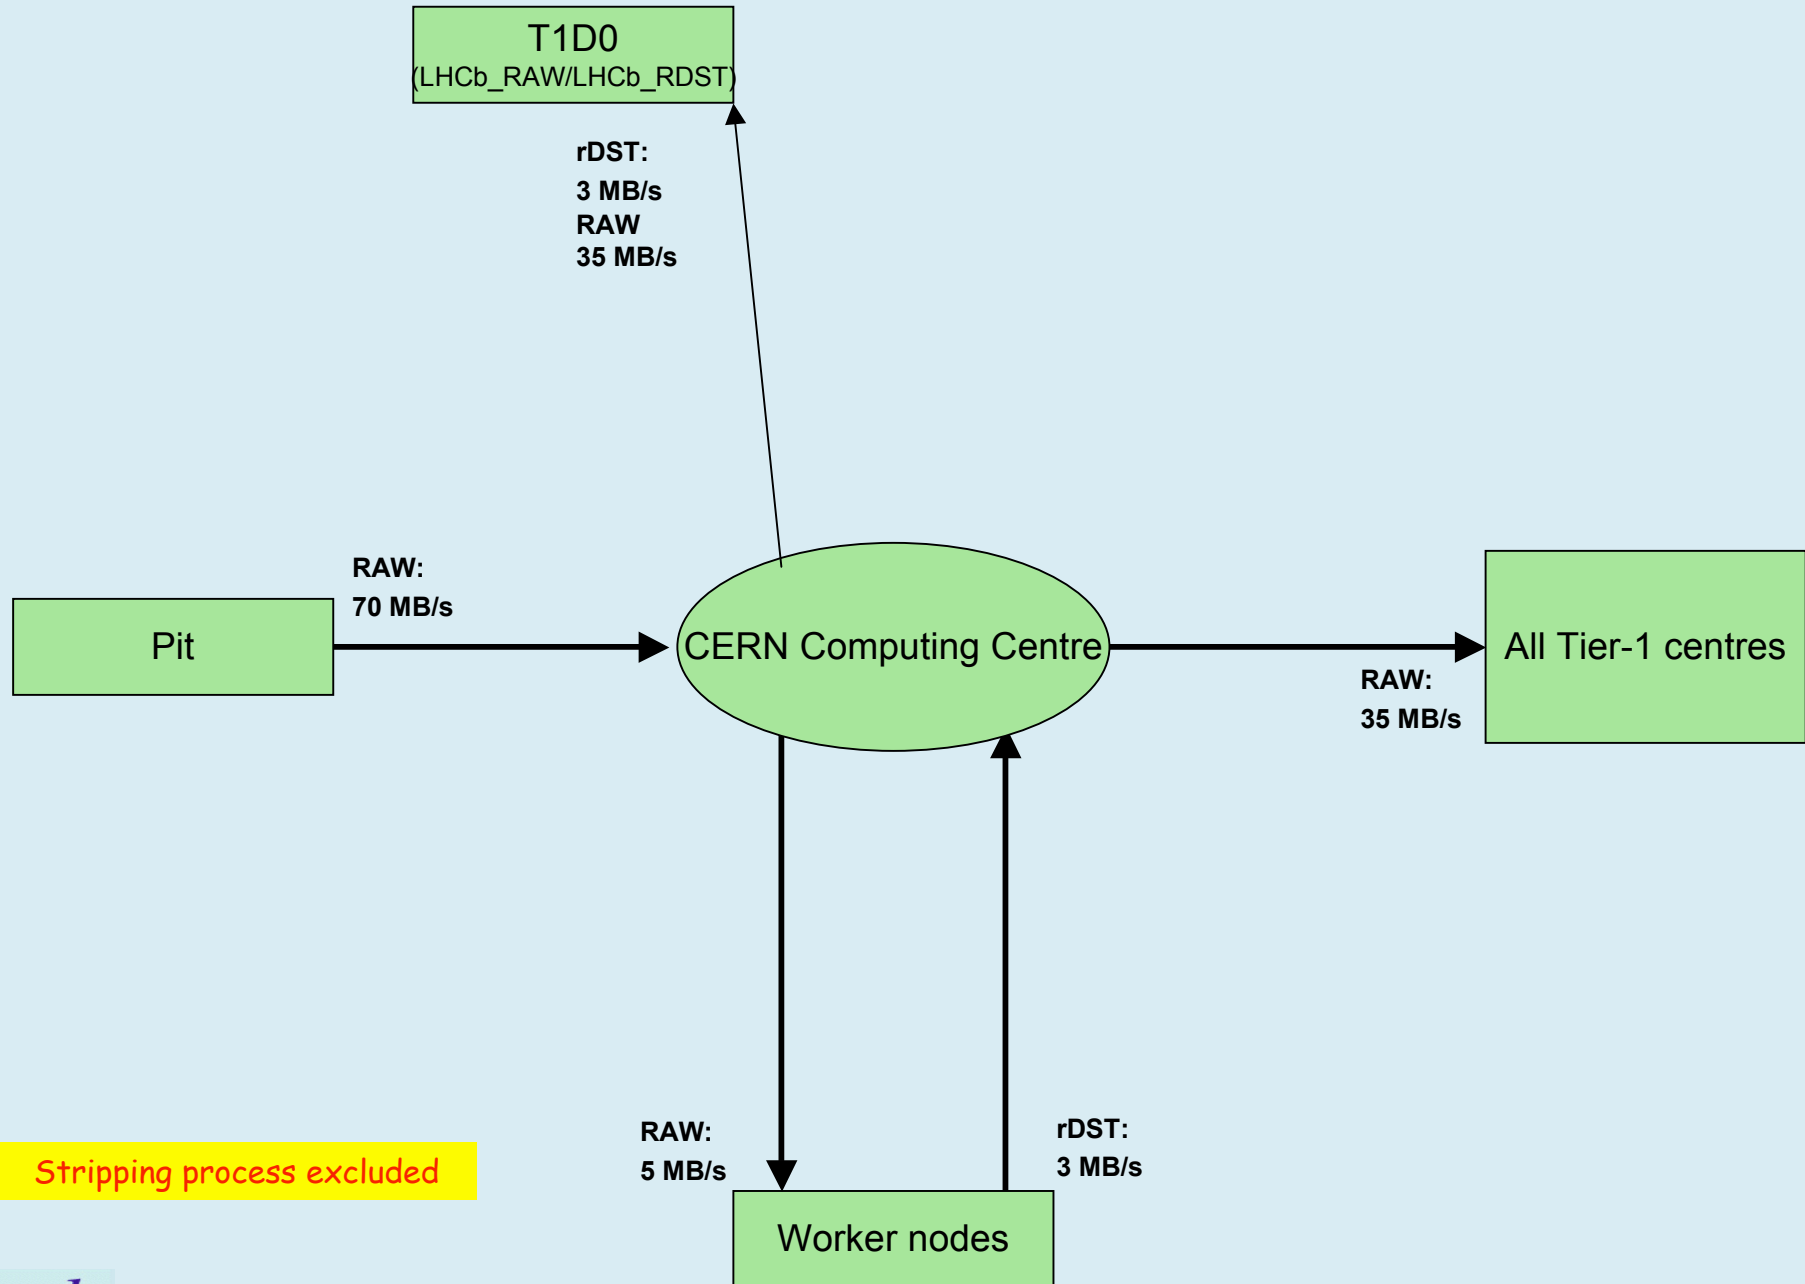 T1D0
(LHCb_RAW/LHCb_RDST)
rDST:
3 MB/s
RAW
35 MB/s
RAW:
70 MB/s
Pit
CERN Computing Centre
All Tier-1 centres
RAW:
35 MB/s
RAW:
5 MB/s
rDST:
3 MB/s
Stripping process excluded
Worker nodes